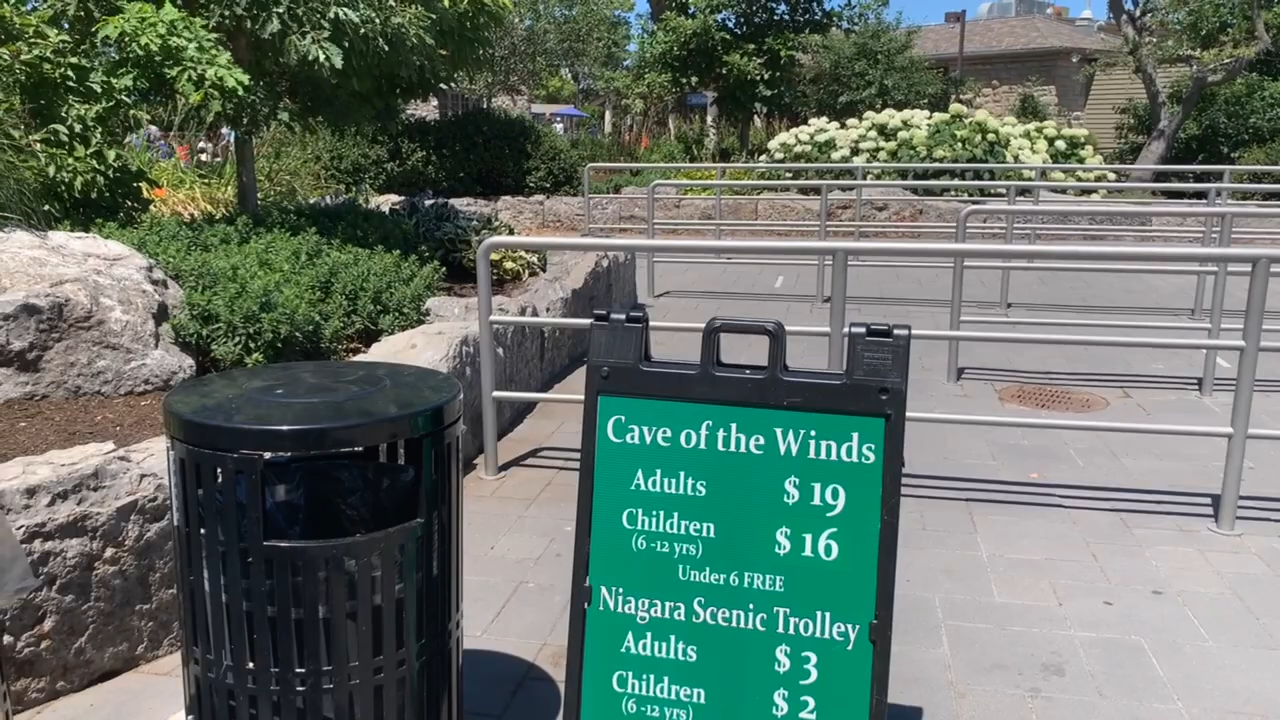 Cave of the Winds
Adults $ 19
Children $ 16
(6 -12 yrs)
Under 6 FREE
Niagara Scenic Trolley
Adults $ 3
Children $ 2
(6 -12 yrs)